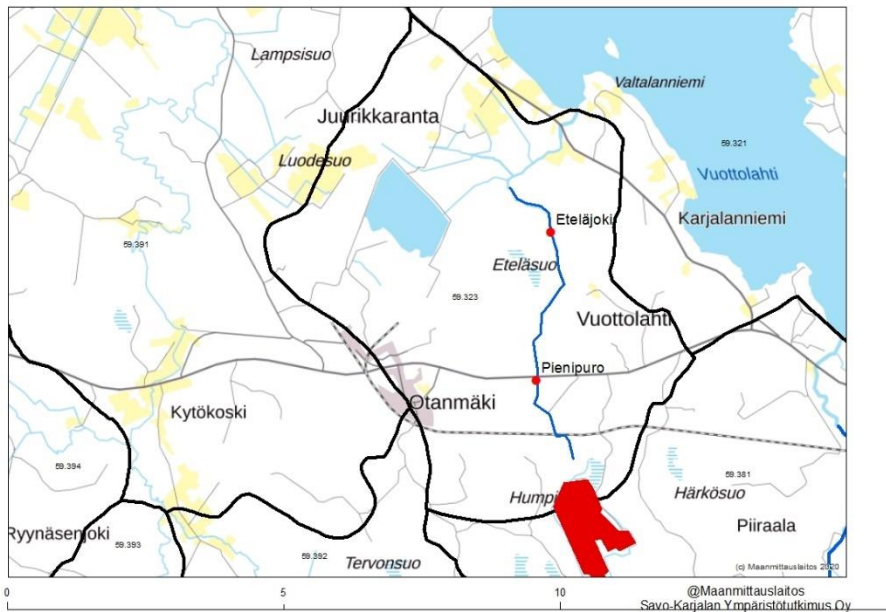 Lampsisuo
Valtalanniemi
Juurikkaranta
59.321
Luodesuo
Vuottolahti
Eteläjoki
Karjalanniemi
59.391
Eteläsuo
59.323
Vuottolahti
Pienipuro
Otanmäki
Kytökoski
59.394
59.381
Humpi
Härkösuo
Piiraala
Ryynäsenjoki
59.393
59.392
Tervonsuo
(c) Maanmittauslaitos 2020
0 5 10
@Maanmittauslaitos
Savo-Karjalan Ympäristötutkimus Oy